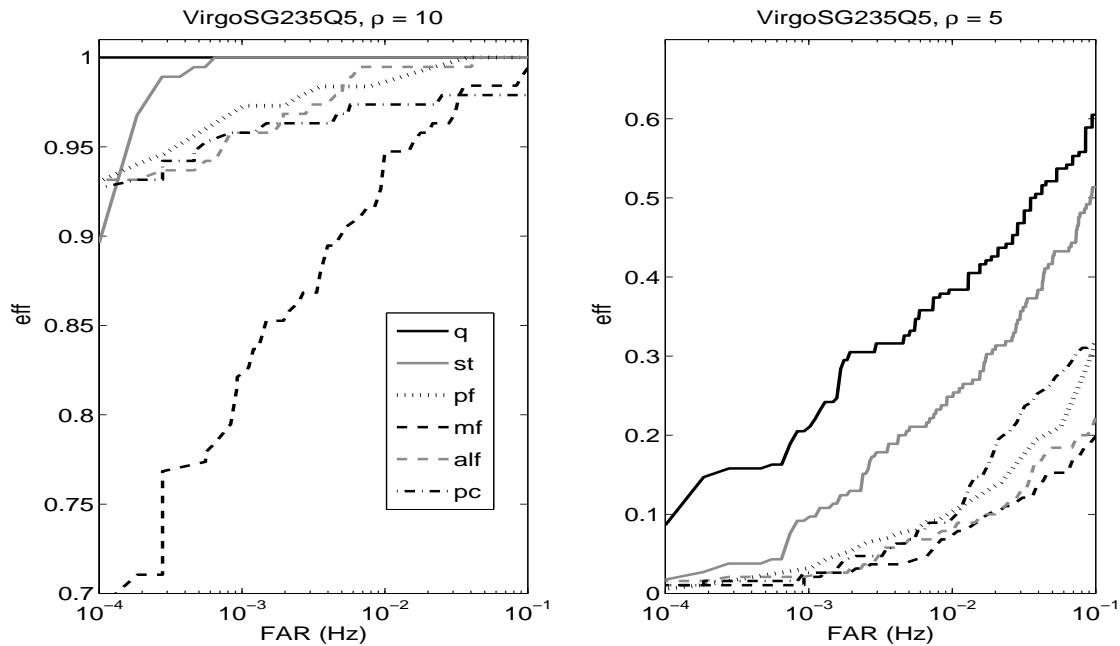 VirgoSG235Q5, ρ = 10
1
0.95
0.9
0.85
0.8
0.75
0.7
eff
10⁻⁴
10⁻³
10⁻²
10⁻¹
FAR (Hz)
q
st
pf
mf
alf
pc
VirgoSG235Q5, ρ = 5
0.6
0.5
0.4
0.3
0.2
0.1
0
eff
10⁻⁴
10⁻³
10⁻²
10⁻¹
FAR (Hz)